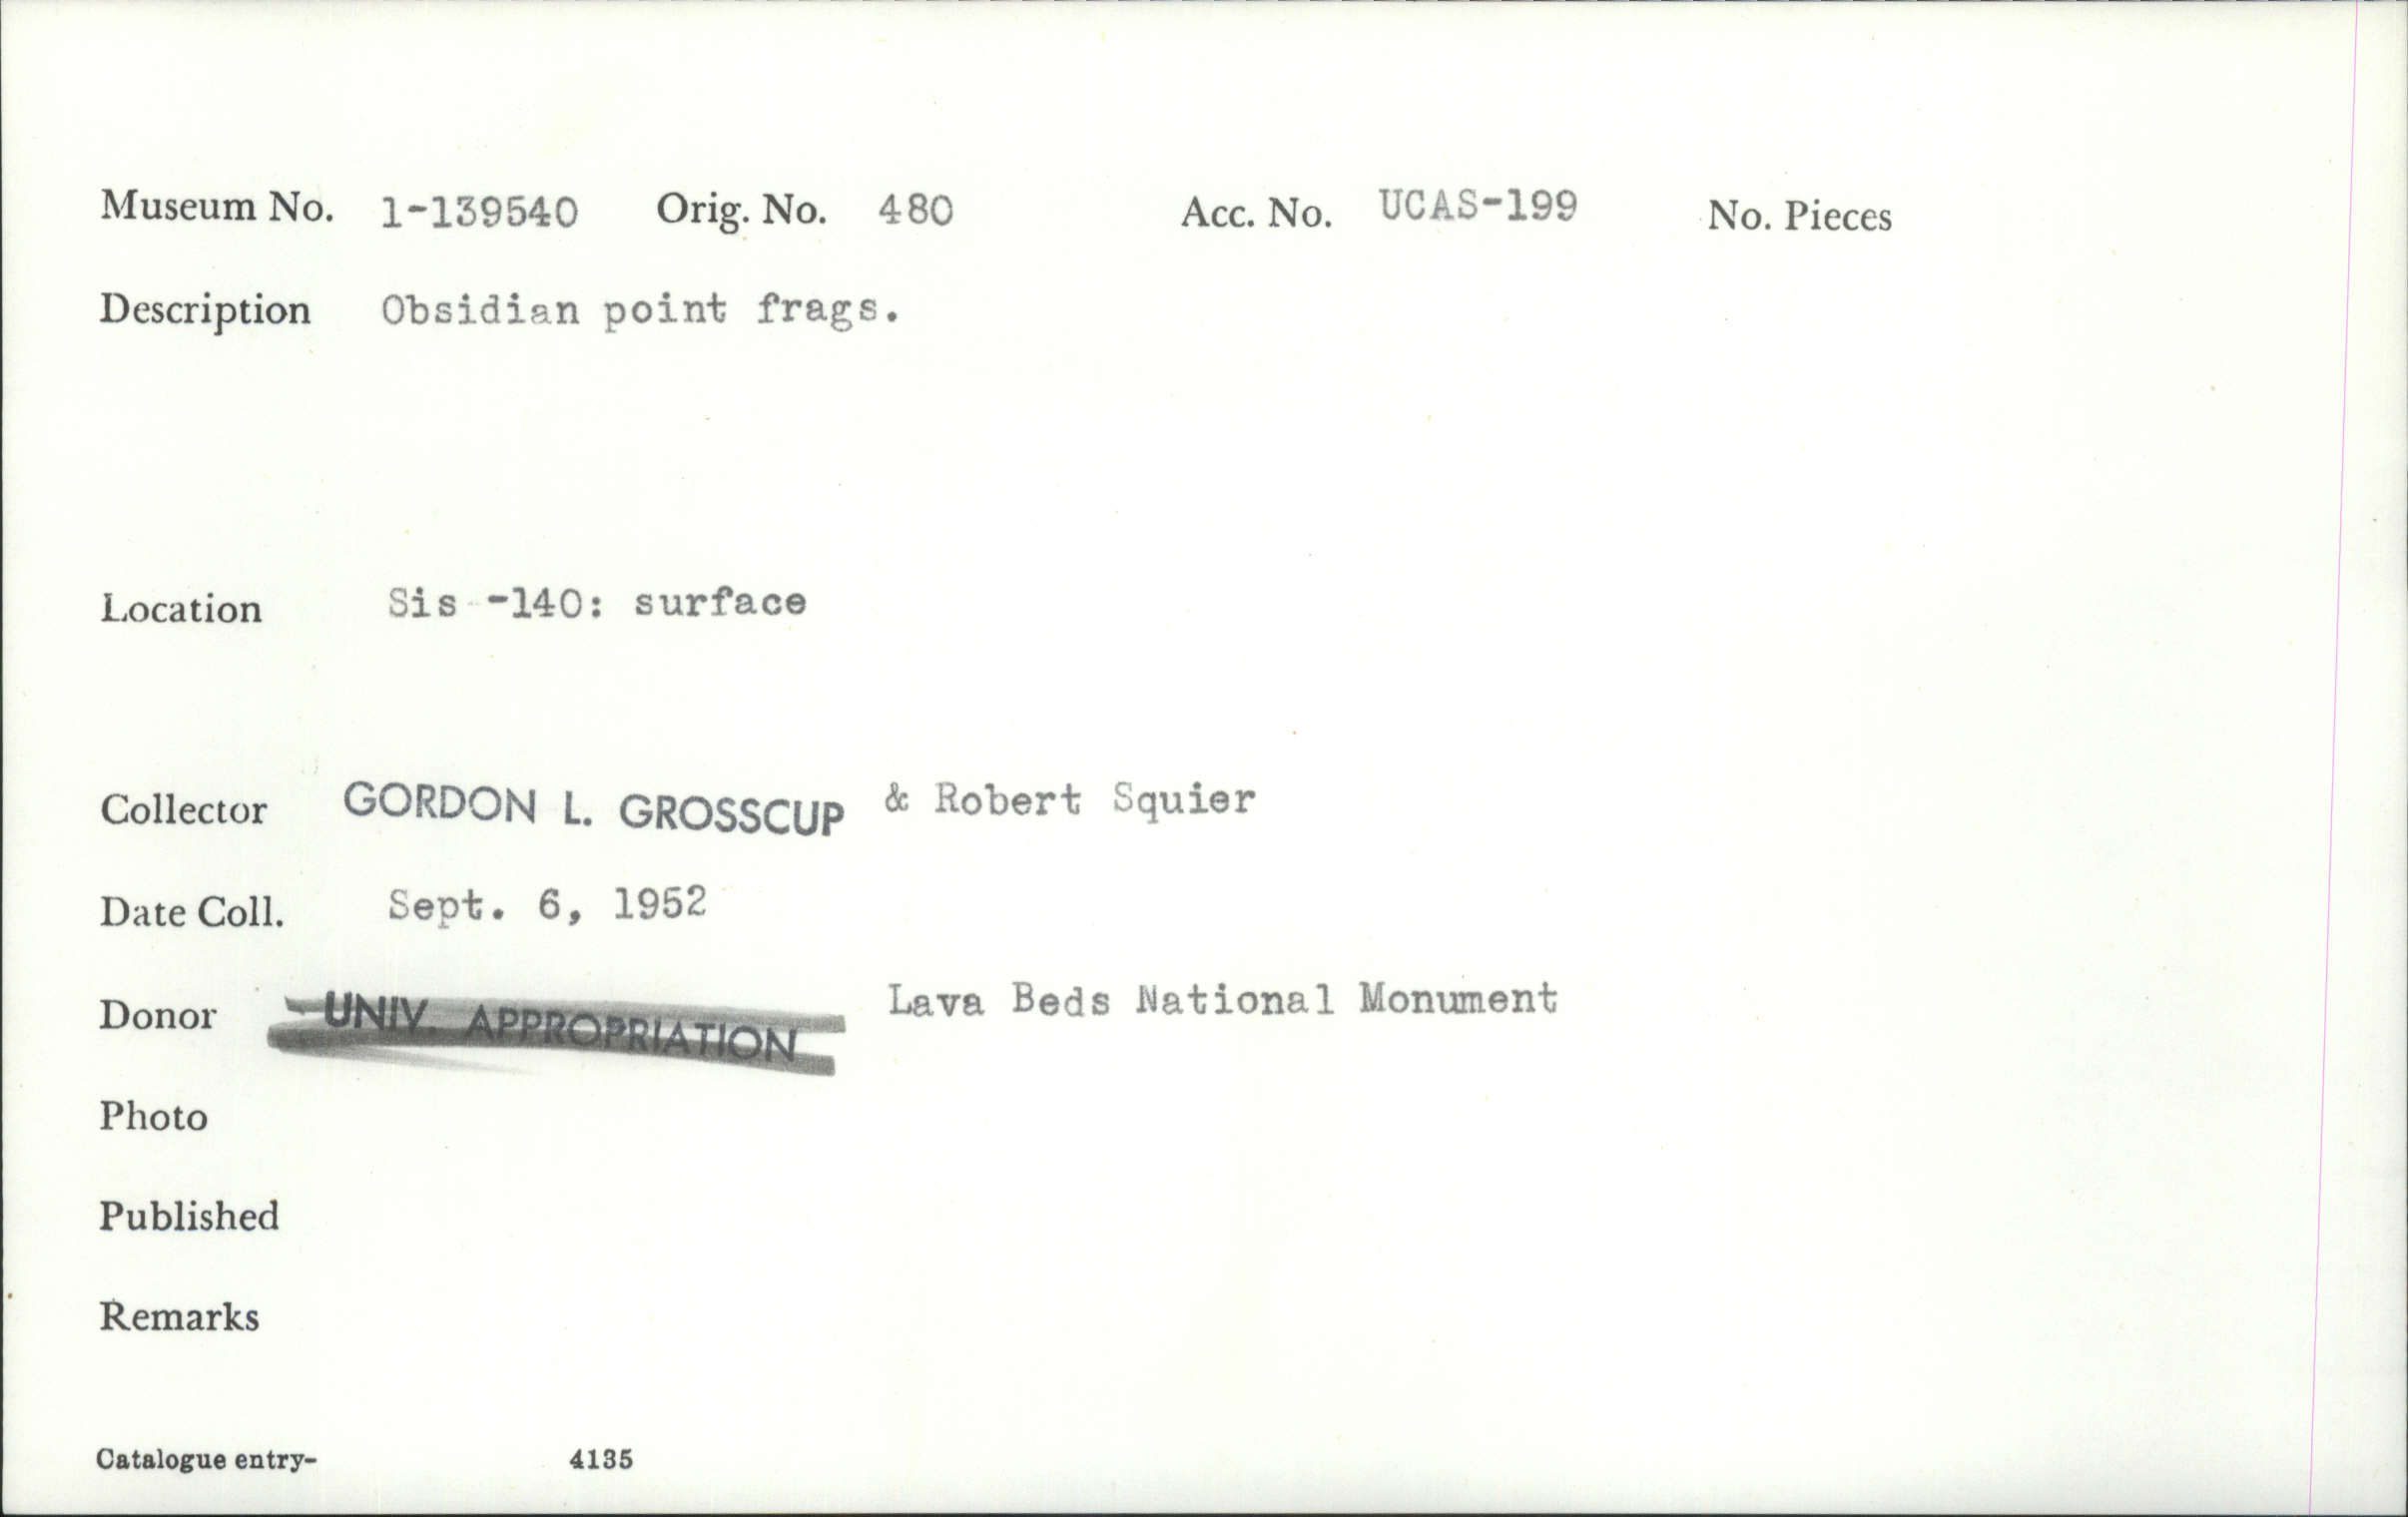 Museum No. 1-139540 Orig. No. 480 Acc. No. UCAS-199 No. Pieces
Description Obsidian point frags.
Location Sis -140: surface
Collector GORDON L. GROSSCUP & Robert Squier
Date Coll. Sept. 6, 1952
Donor UNIV. APPROPRIATION Lava Beds National Monument
Photo
Published
Remarks
Catalogue entry- 4135